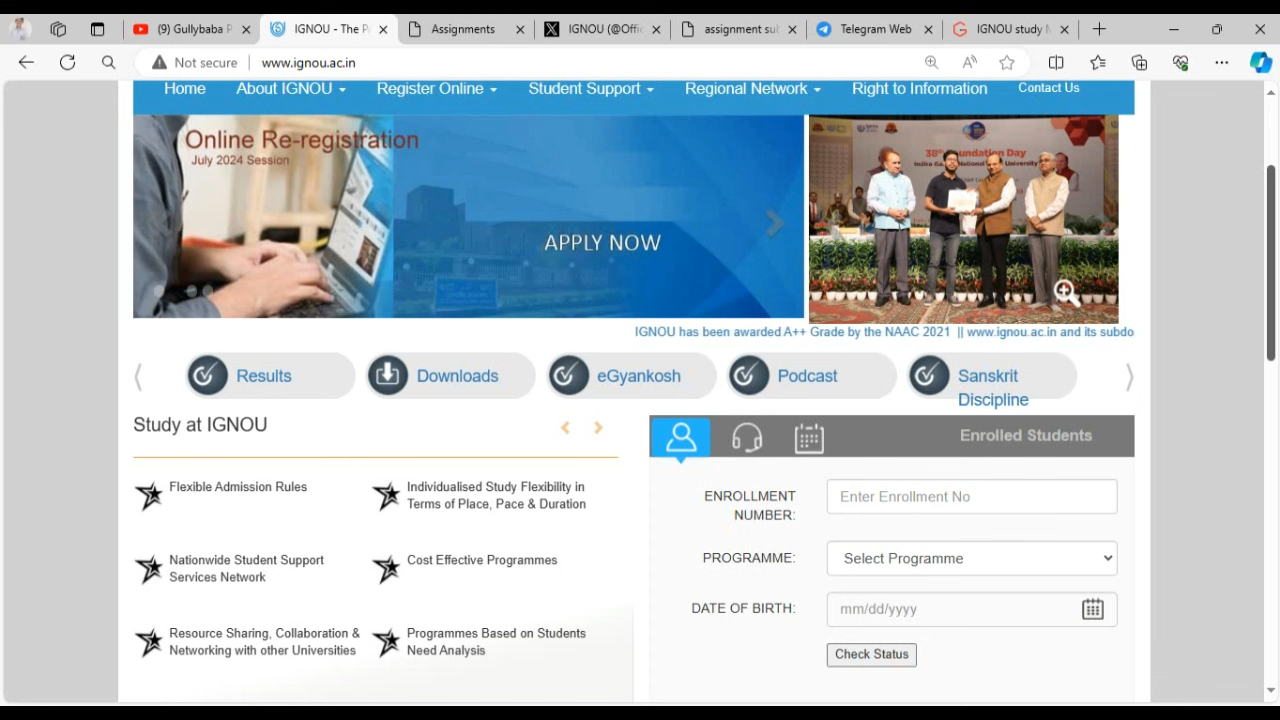 (9) Gullybaba P
IGNOU - The P
Assignments
IGNOU (@Offic
assignment sub
Telegram Web
IGNOU study
Not secure
www.ignou.ac.in
Home
About IGNOU
Register Online
Student Support
Regional Network
Right to Information
Contact Us
Online Re-registration
July 2024 Session
APPLY NOW
38th Foundation Day
IGNOU has been awarded A++ Grade by the NAAC 2021 || www.ignou.ac.in and its subdo
Results
Downloads
eGyankosh
Podcast
Sanskrit
Discipline
Study at IGNOU
Flexible Admission Rules
Individualised Study Flexibility in
Terms of Place, Pace & Duration
Nationwide Student Support
Services Network
Cost Effective Programmes
Resource Sharing, Collaboration &
Networking with other Universities
Programmes Based on Students
Need Analysis
Enrolled Students
ENROLLMENT
NUMBER:
Enter Enrollment No
PROGRAMME:
Select Programme
DATE OF BIRTH:
mm/dd/yyyy
Check Status